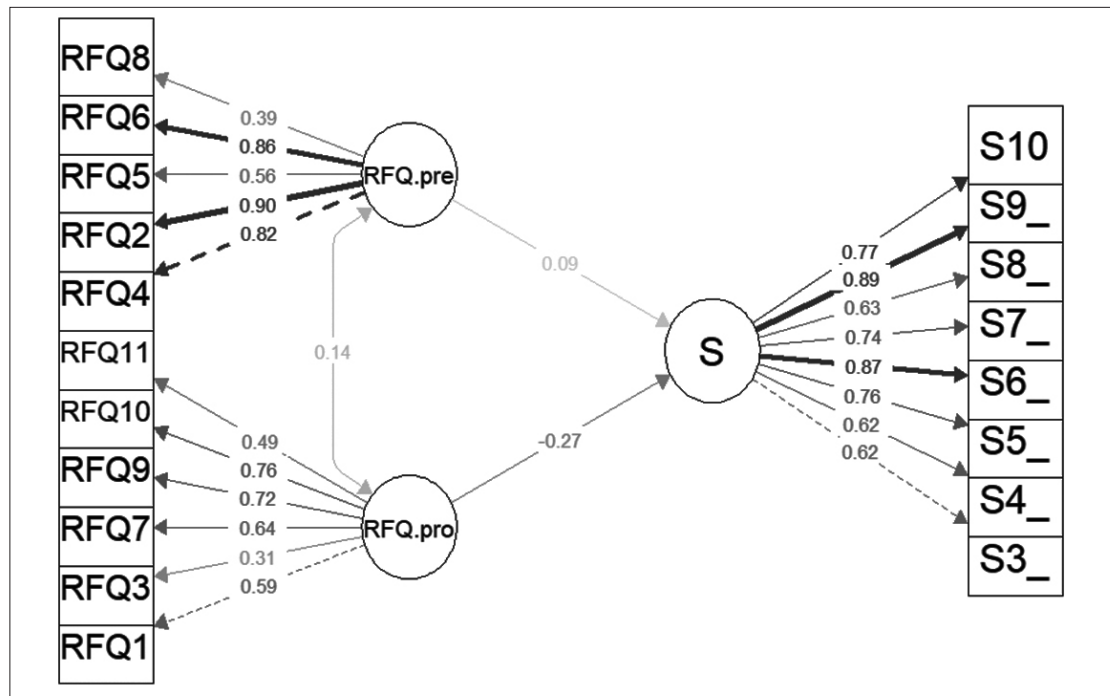 RFQ8
RFQ6
RFQ5
RFQ2
RFQ4
RFQ11
RFQ10
RFQ9
RFQ7
RFQ3
RFQ1
0.39
0.86
0.56
0.90
0.82
RFQ.pre
0.14
0.49
0.76
0.72
0.64
0.31
0.59
RFQ.pro
0.09
-0.27
S
0.77
0.89
0.63
0.74
0.87
0.76
0.62
0.62
S10
S9_
S8_
S7_
S6_
S5_
S4_
S3_